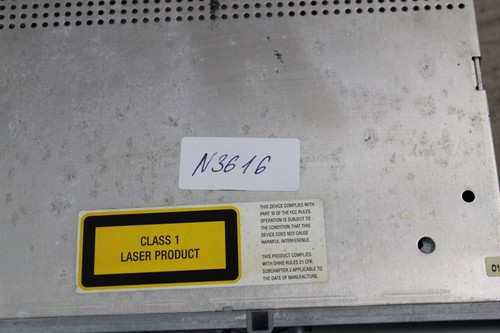 N3616
CLASS 1
LASER PRODUCT
THIS DEVICE COMPLIES WITH
PART 15 OF THE FCC RULES.
OPERATION IS SUBJECT TO
THE CONDITION THAT THIS
DEVICE DOES NOT CAUSE
HARMFUL INTERFERENCE.
THIS PRODUCT COMPLIES
WITH DHHS RULES 21 CFR
SUBCHAPTER J APPLICABLE TO
THE DATE OF MANUFACTURE.
01